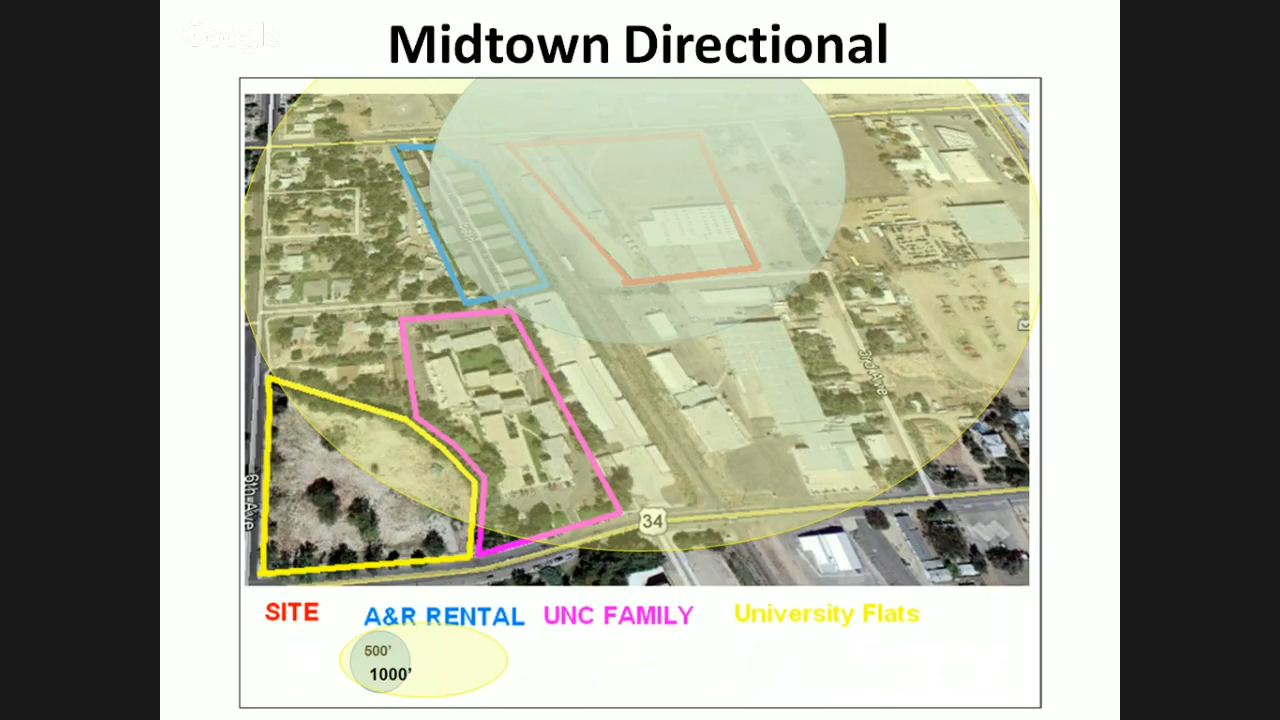 Google
Midtown Directional
6th Ave
34
SITE A&R RENTAL UNC FAMILY University Flats
500'
1000'